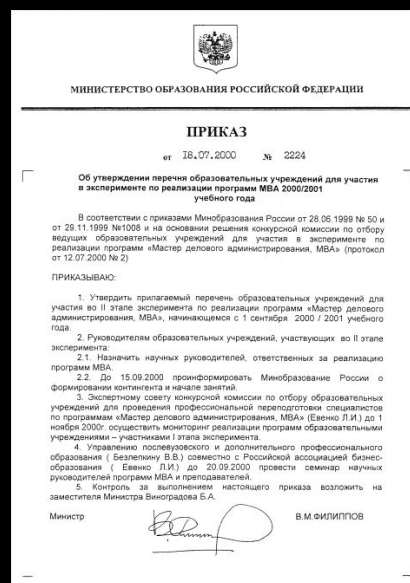 МИНИСТЕРСТВО ОБРАЗОВАНИЯ РОССИЙСКОЙ ФЕДЕРАЦИИ
ПРИКАЗ
от 18.07.2000 № 2224
Об утверждении перечня образовательных учреждений для участия
в эксперименте по реализации программ МВА 2000/2001
учебного года
В соответствии с приказами Минобразования России от 28.06.1999 № 50 и
от 29.11.1999 №1008 и на основании решения конкурсной комиссии по отбору
ведущих образовательных учреждений для участия в эксперименте по
реализации программ «Мастер делового администрирования, МВА» (протокол
от 12.07.2000 № 2)
ПРИКАЗЫВАЮ:
1. Утвердить прилагаемый перечень образовательных учреждений для
участия во II этапе эксперимента по реализации программ «Мастер делового
администрирования, МВА», начинающемся с 1 сентября 2000 / 2001 учебного
года.
2. Руководителям образовательных учреждений, участвующих во II этапе
эксперимента:
2.1. Назначить научных руководителей, ответственных за реализацию
программ МВА.
2.2. До 15.09.2000 проинформировать Минобразование России о
формировании контингента и начале занятий.
3. Экспертному совету конкурсной комиссии по отбору образовательных
учреждений для проведения профессиональной переподготовки специалистов
по программам «Мастер делового администрирования, МВА» (Евенко Л.И.) до 1
ноября 2000г. осуществить мониторинг реализации программ образовательными
учреждениями – участниками I этапа эксперимента.
4. Управлению послевузовского и дополнительного профессионального
образования ( Безлепкину В.В.) совместно с Российской ассоциацией бизнес-
образования ( Евенко Л.И.) до 20.09.2000 провести семинар научных
руководителей программ МВА и преподавателей.
5. Контроль за выполнением настоящего приказа возложить на
заместителя Министра Виноградова Б.А.
Министр В.М.ФИЛИППОВ